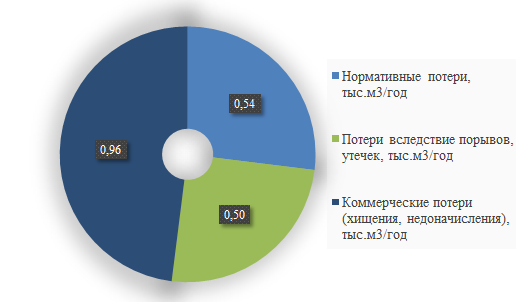 0,54
0,96
0,50
Нормативные потери,
тыс.м3/год
Потери вследствие порывов,
утечек, тыс.м3/год
Коммерческие потери
(хищения, недоначисления),
тыс.м3/год